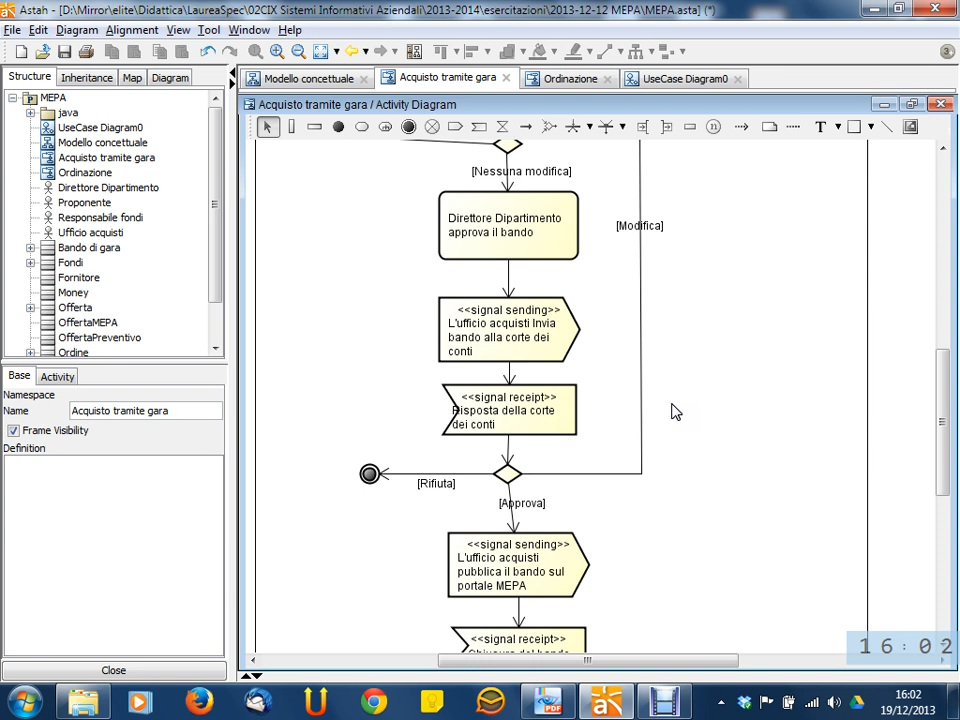 Astah - [D:\Mirror\elite\Didattica\LaureaSpec\02CIX Sistemi Informativi Aziendali\2013-2014\esercitazioni\2013-12-12 MEPA\MEPA.asta] (*)
File Edit Diagram Alignment View Tool Window Help
Structure Inheritance Map Diagram
Modello concettuale Acquisto tramite gara Ordinazione UseCase Diagram0
Acquisto tramite gara / Activity Diagram
MEPA
java
UseCase Diagram0
Modello concettuale
Acquisto tramite gara
Ordinazione
Direttore Dipartimento
Proponente
Responsabile fondi
Ufficio acquisti
Bando di gara
Fondi
Fornitore
Money
Offerta
OffertaMEPA
OffertaPreventivo
Ordine
Base Activity
Namespace
Name Acquisto tramite gara
Frame Visibility
Definition
Close
[Nessuna modifica]
Direttore Dipartimento
approva il bando
[Modifica]
<<signal sending>>
L'ufficio acquisti Invia
bando alla corte dei
conti
<<signal receipt>>
Risposta della corte
dei conti
[Rifiuta]
[Approva]
<<signal sending>>
L'ufficio acquisti
pubblica il bando sul
portale MEPA
<<signal receipt>>
16:02
16:02
19/12/2013